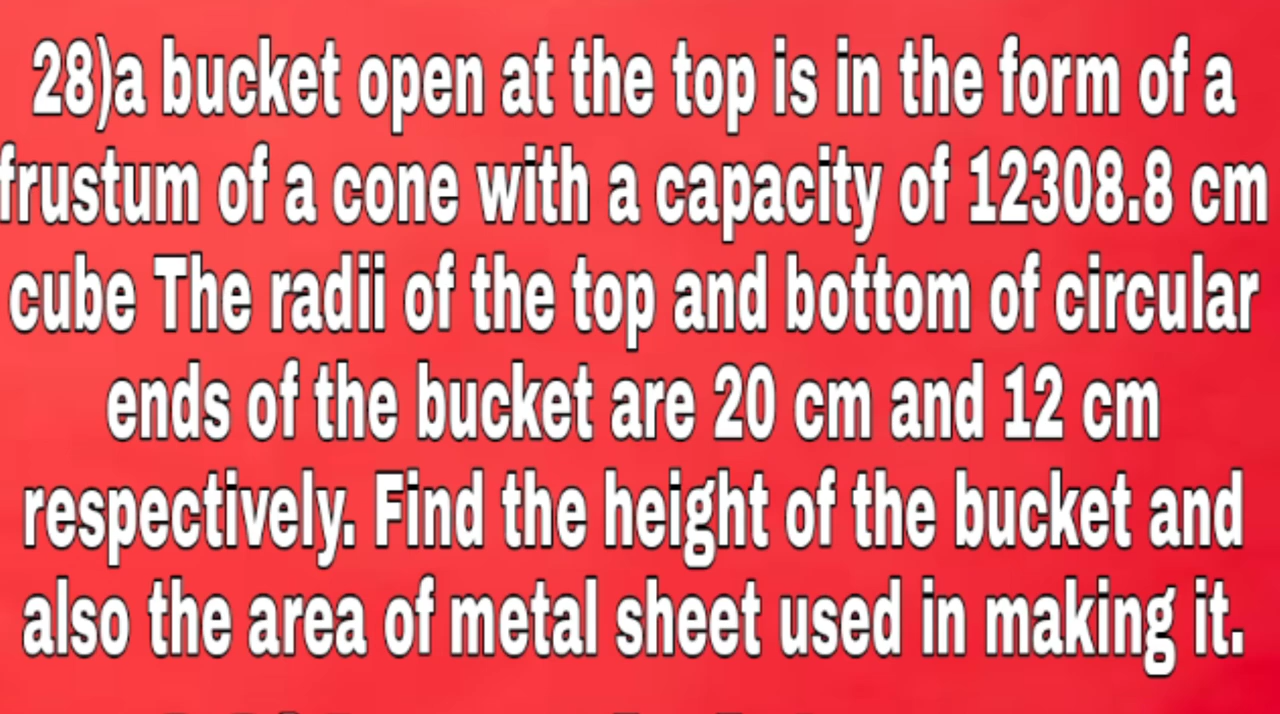 28)a bucket open at the top is in the form of a
frustum of a cone with a capacity of 12308.8 cm
cube The radii of the top and bottom of circular
ends of the bucket are 20 cm and 12 cm
respectively. Find the height of the bucket and
also the area of metal sheet used in making it.